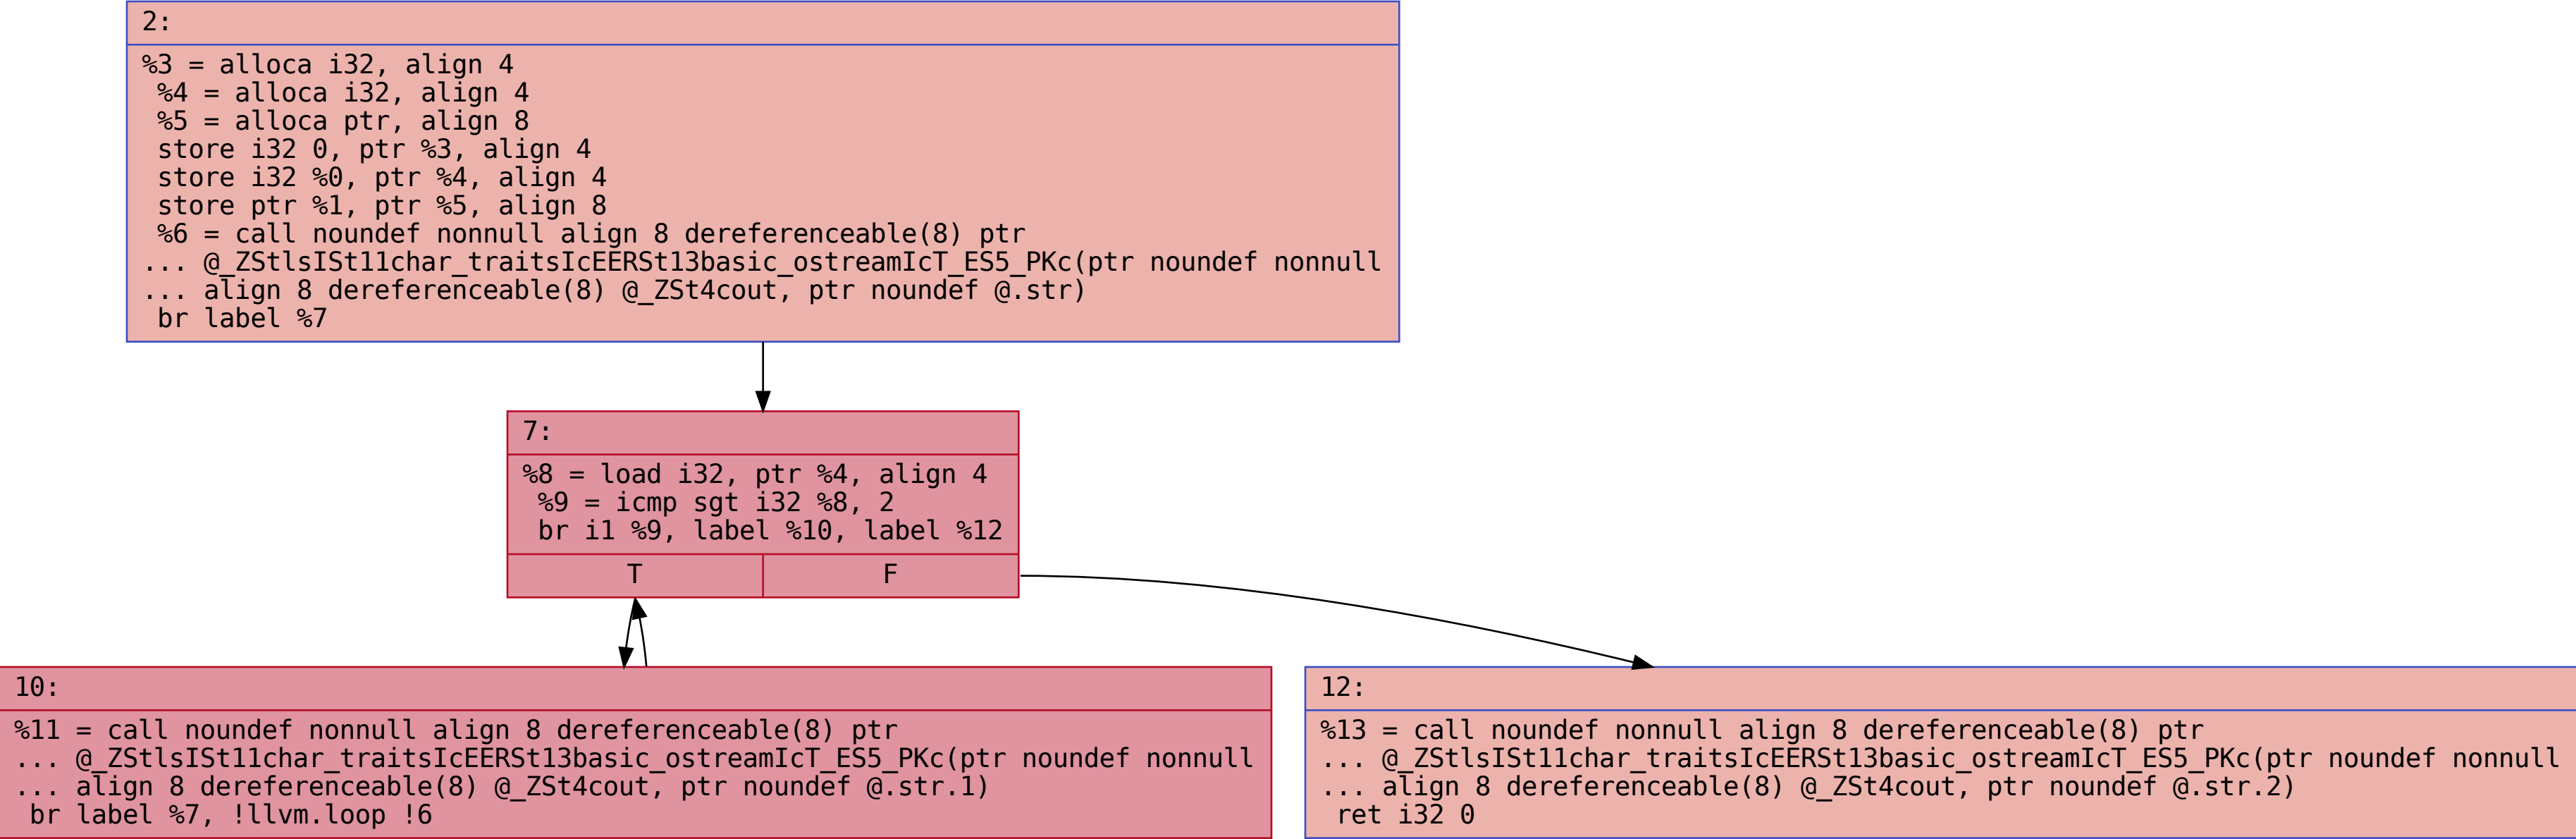 2:
%3 = alloca i32, align 4
%4 = alloca i32, align 4
%5 = alloca ptr, align 8
store i32 0, ptr %3, align 4
store i32 %0, ptr %4, align 4
store ptr %1, ptr %5, align 8
%6 = call noundef nonnull align 8 dereferenceable(8) ptr
... @_ZStlsISt11char_traitsIcEERSt13basic_ostreamIcT_ES5_PKc(ptr noundef nonnull
... align 8 dereferenceable(8) @_ZSt4cout, ptr noundef @.str)
br label %7
7:
%8 = load i32, ptr %4, align 4
%9 = icmp sgt i32 %8, 2
br i1 %9, label %10, label %12
T F
10:
%11 = call noundef nonnull align 8 dereferenceable(8) ptr
... @_ZStlsISt11char_traitsIcEERSt13basic_ostreamIcT_ES5_PKc(ptr noundef nonnull
... align 8 dereferenceable(8) @_ZSt4cout, ptr noundef @.str.1)
br label %7, !llvm.loop !6
12:
%13 = call noundef nonnull align 8 dereferenceable(8) ptr
... @_ZStlsISt11char_traitsIcEERSt13basic_ostreamIcT_ES5_PKc(ptr noundef nonnull
... align 8 dereferenceable(8) @_ZSt4cout, ptr noundef @.str.2)
ret i32 0